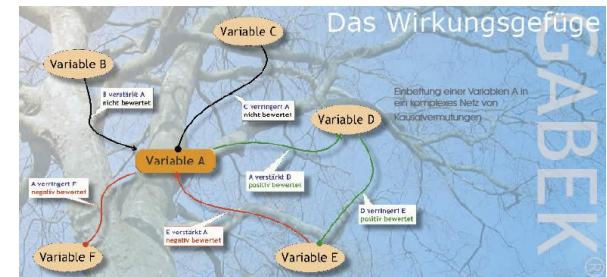 Das Wirkungsgefüge
Variable C
Variable B
B verstärkt A
nicht bewertet
C verringert A
nicht bewertet
Einbettung einer Variablen A in
ein komplexes Netz von
Kausalvermutungen
Variable D
Variable A
A verstärkt D
positiv bewertet
A verringert F
negativ bewertet
D verringert E
positiv bewertet
E verstärkt A
negativ bewertet
Variable F
Variable E
GABEK
®